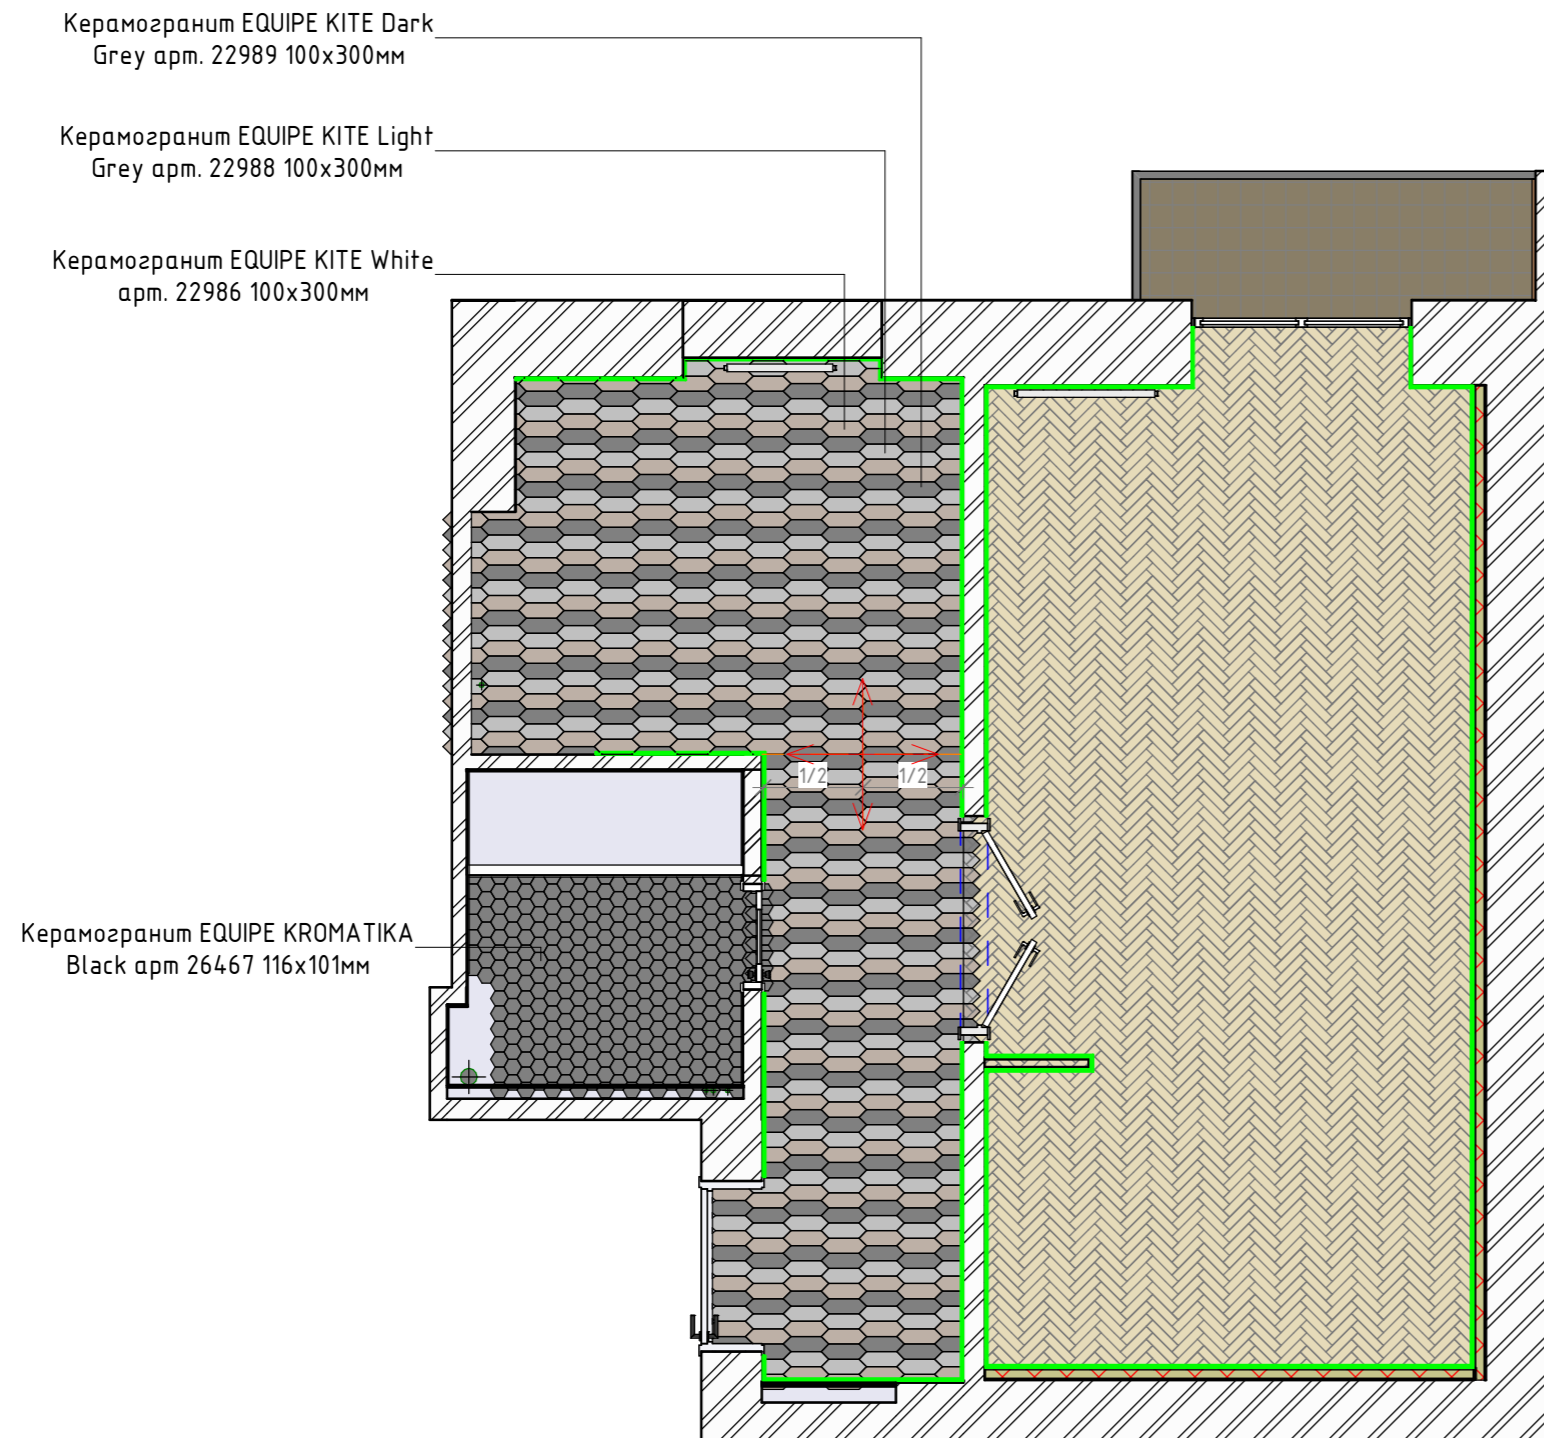 Керамогранит EQUIPE KITE Dark
Grey арт. 22989 100х300мм
Керамогранит EQUIPE KITE Light
Grey арт. 22988 100х300мм
Керамогранит EQUIPE KITE White
арт. 22986 100х300мм
1/2 1/2
Керамогранит EQUIPE KROMATIKA
Black арт 26467 116х101мм